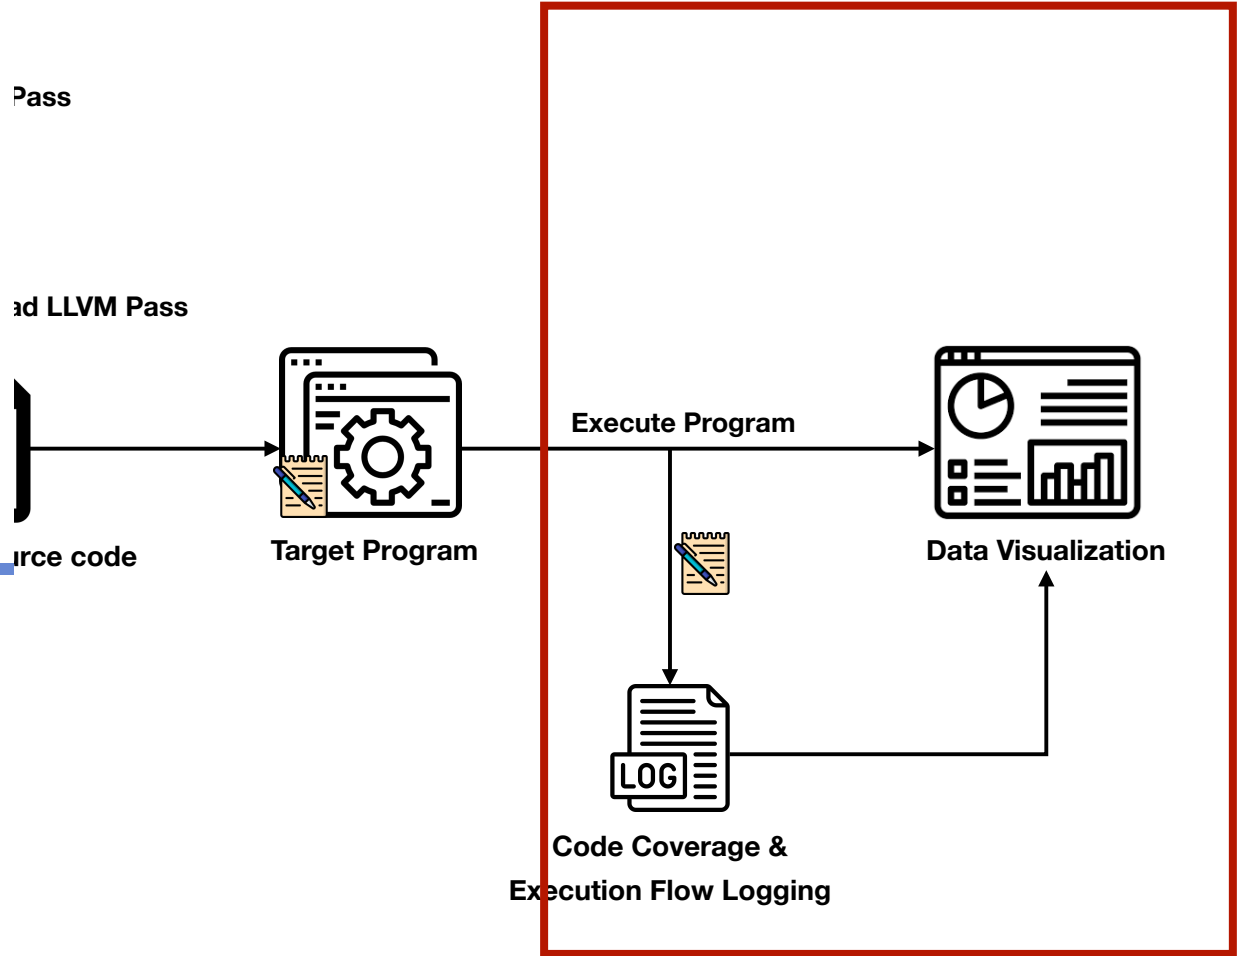 Pass
ad LLVM Pass
Execute Program
urce code
Target Program
Data Visualization
LOG
Code Coverage &
Execution Flow Logging